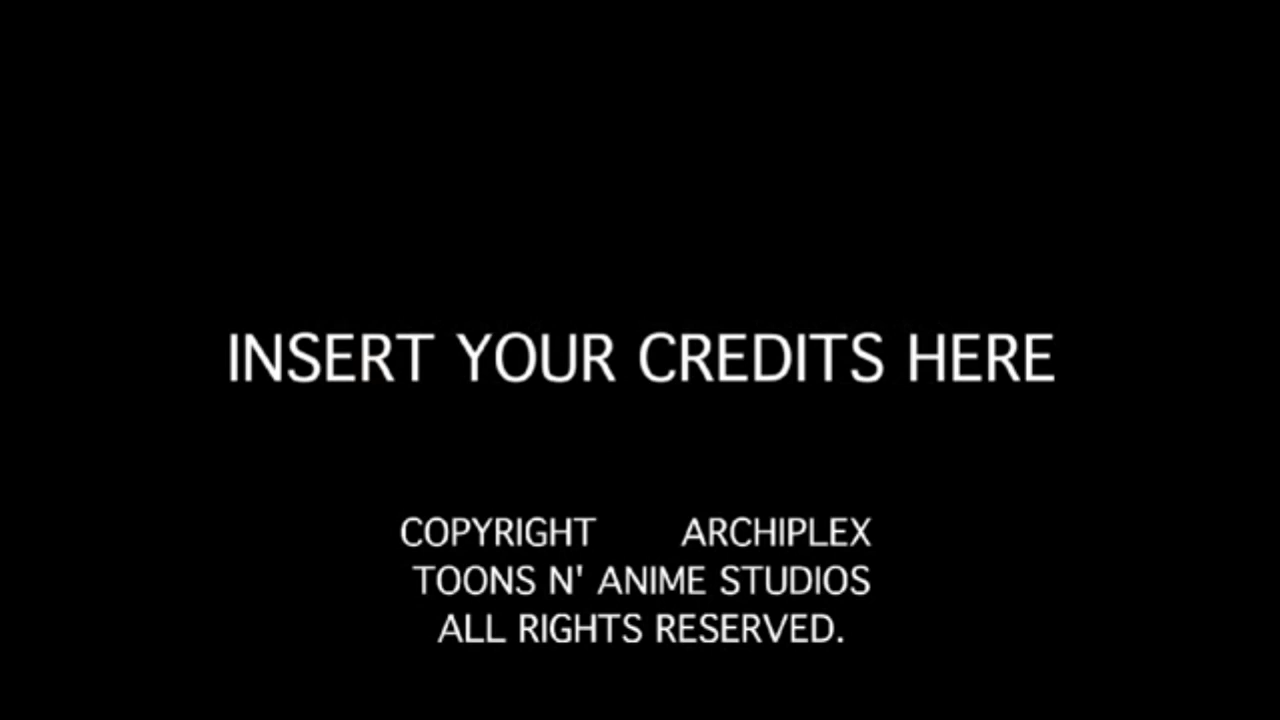 INSERT YOUR CREDITS HERE
COPYRIGHT ARCHIPLEX
TOONS N' ANIME STUDIOS
ALL RIGHTS RESERVED.